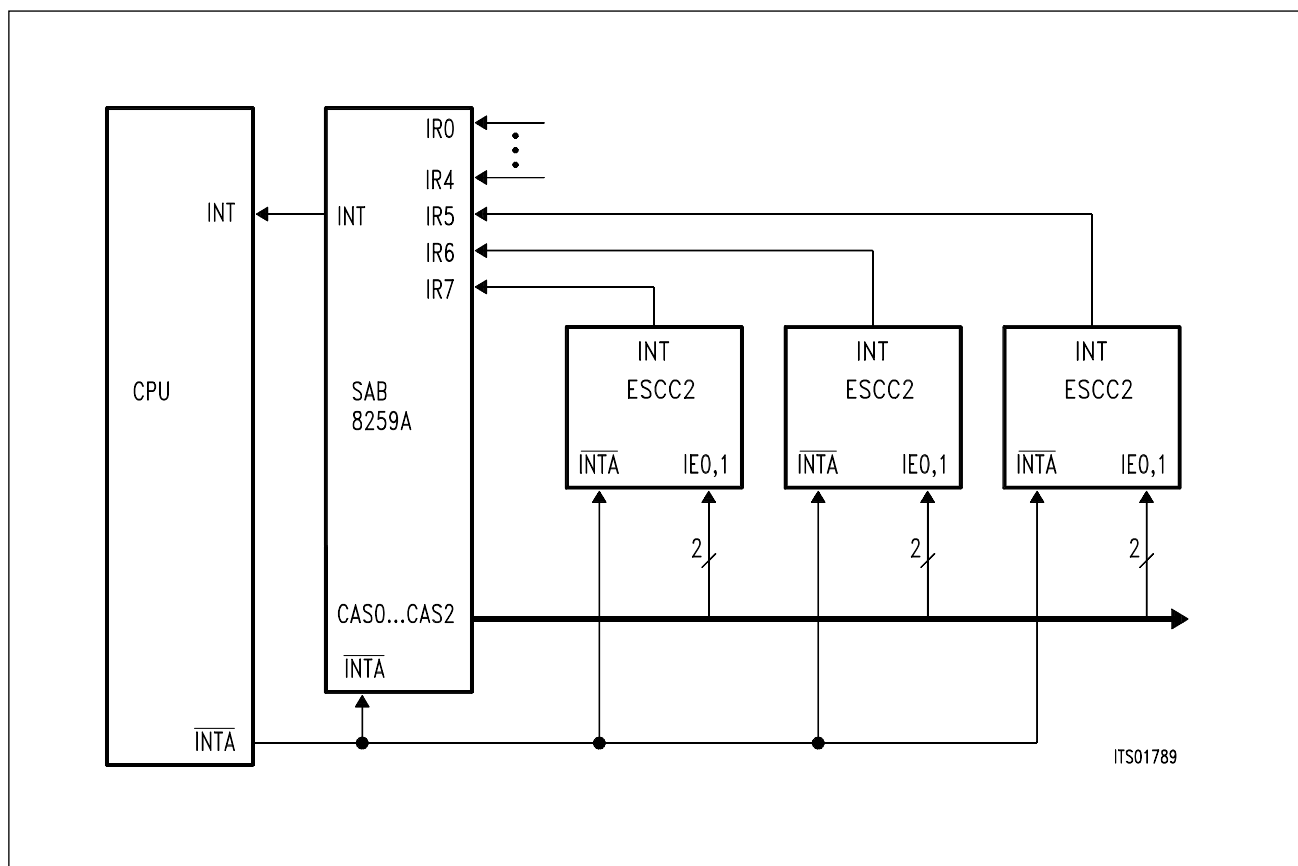 IR0
IR4
INT
INT
IR5
IR6
IR7
CPU
SAB
8259A
INT
ESCC2
INTA
IE0,1
INT
ESCC2
INTA
IE0,1
INT
ESCC2
INTA
IE0,1
2
2
2
CAS0...CAS2
INTA
INTA
ITS01789